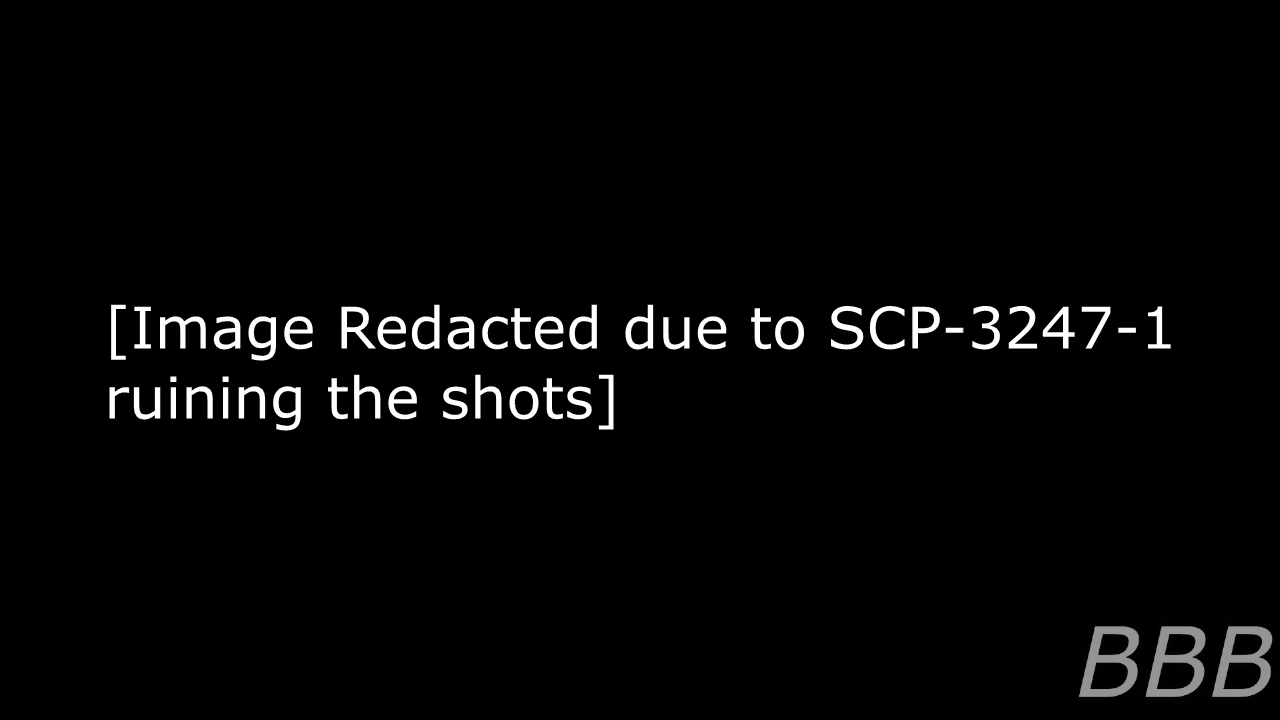 [Image Redacted due to SCP-3247-1
ruining the shots]
BBB